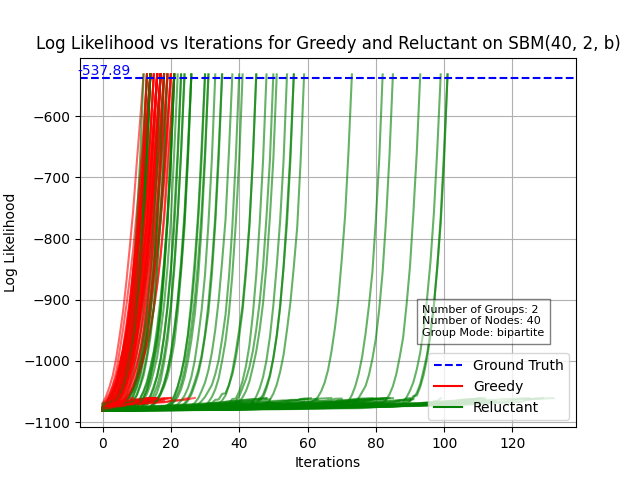 Log Likelihood vs Iterations for Greedy and Reluctant on SBM(40, 2, b)
-537.89
−600
−700
−800
−900
−1000
−1100
Log Likelihood
Number of Groups: 2
Number of Nodes: 40
Group Mode: bipartite
Ground Truth
Greedy
Reluctant
0 20 40 60 80 100 120
Iterations